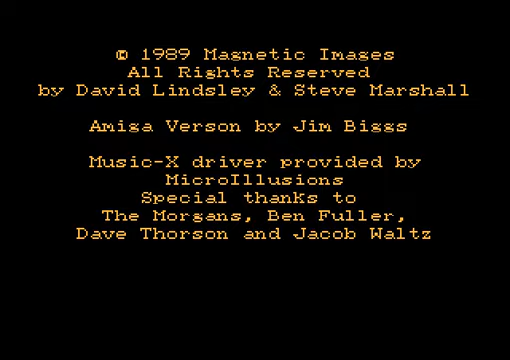 © 1989 Magnetic Images
All Rights Reserved
by David Lindsley & Steve Marshall
Amiga Verson by Jim Biggs
Music-X driver provided by
MicroIllusions
Special thanks to
The Morgans, Ben Fuller,
Dave Thorson and Jacob Waltz